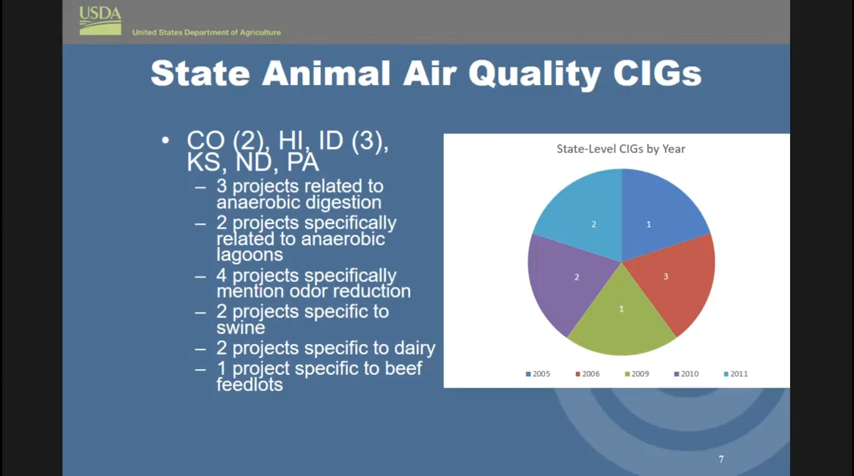 USDA
United States Department of Agriculture
State Animal Air Quality CIGs
• CO (2), HI, ID (3),
KS, ND, PA
– 3 projects related to
anaerobic digestion
– 2 projects specifically
related to anaerobic
lagoons
– 4 projects specifically
mention odor reduction
– 2 projects specific to
swine
– 2 projects specific to dairy
– 1 project specific to beef
feedlots
State-Level CIGs by Year
2
1
2
3
1
2005 2006 2009 2010 2011
7